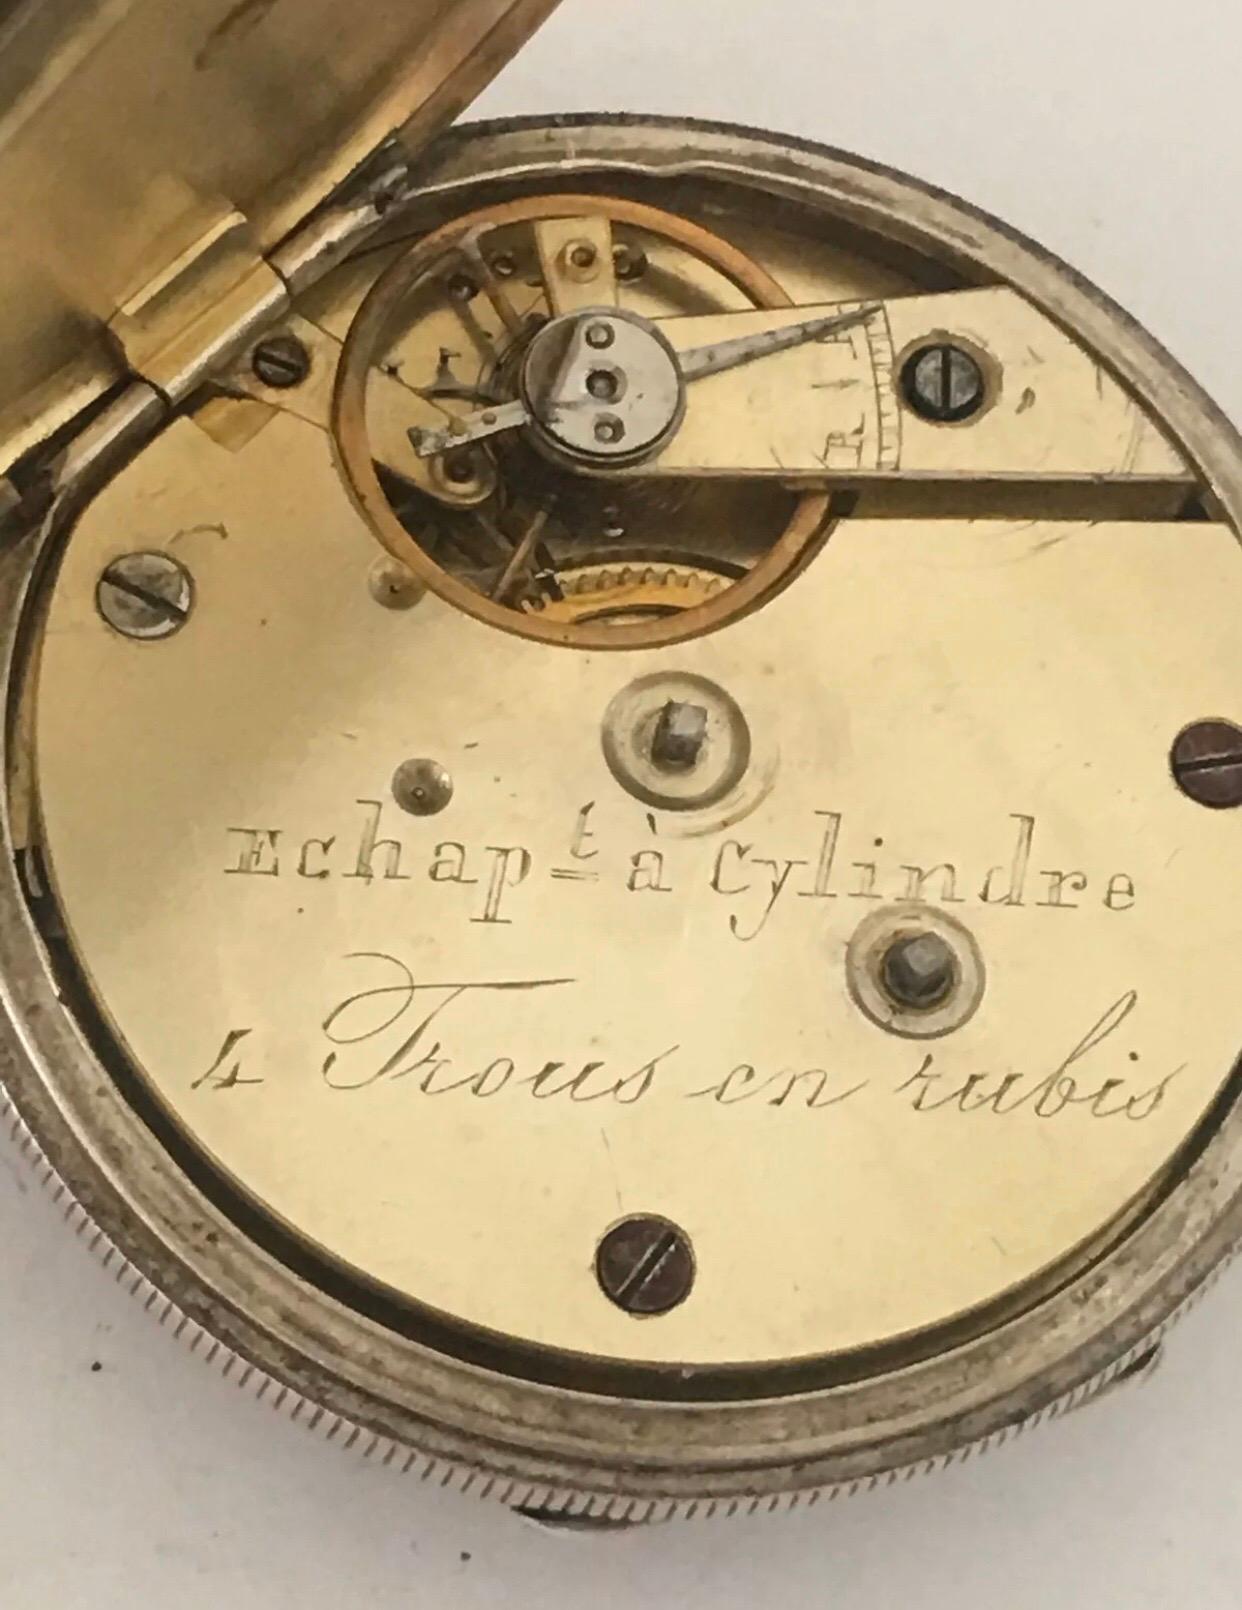 A
R
Echapt à Cylindre
4 Trous en rubis